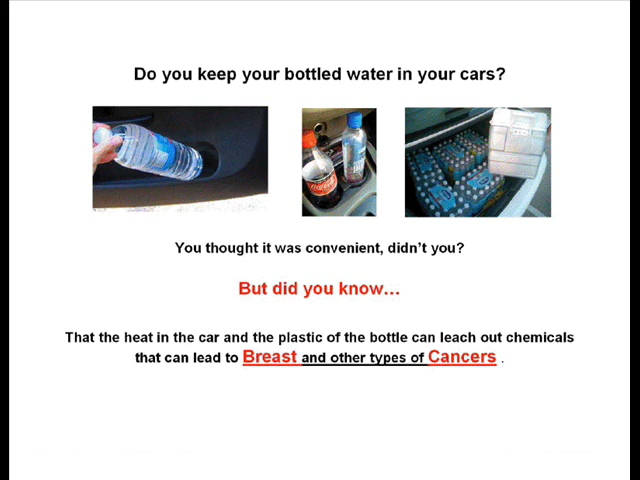 Do you keep your bottled water in your cars?
Coca-Cola
You thought it was convenient, didn't you?
But did you know…
That the heat in the car and the plastic of the bottle can leach out chemicals
that can lead to Breast and other types of Cancers .